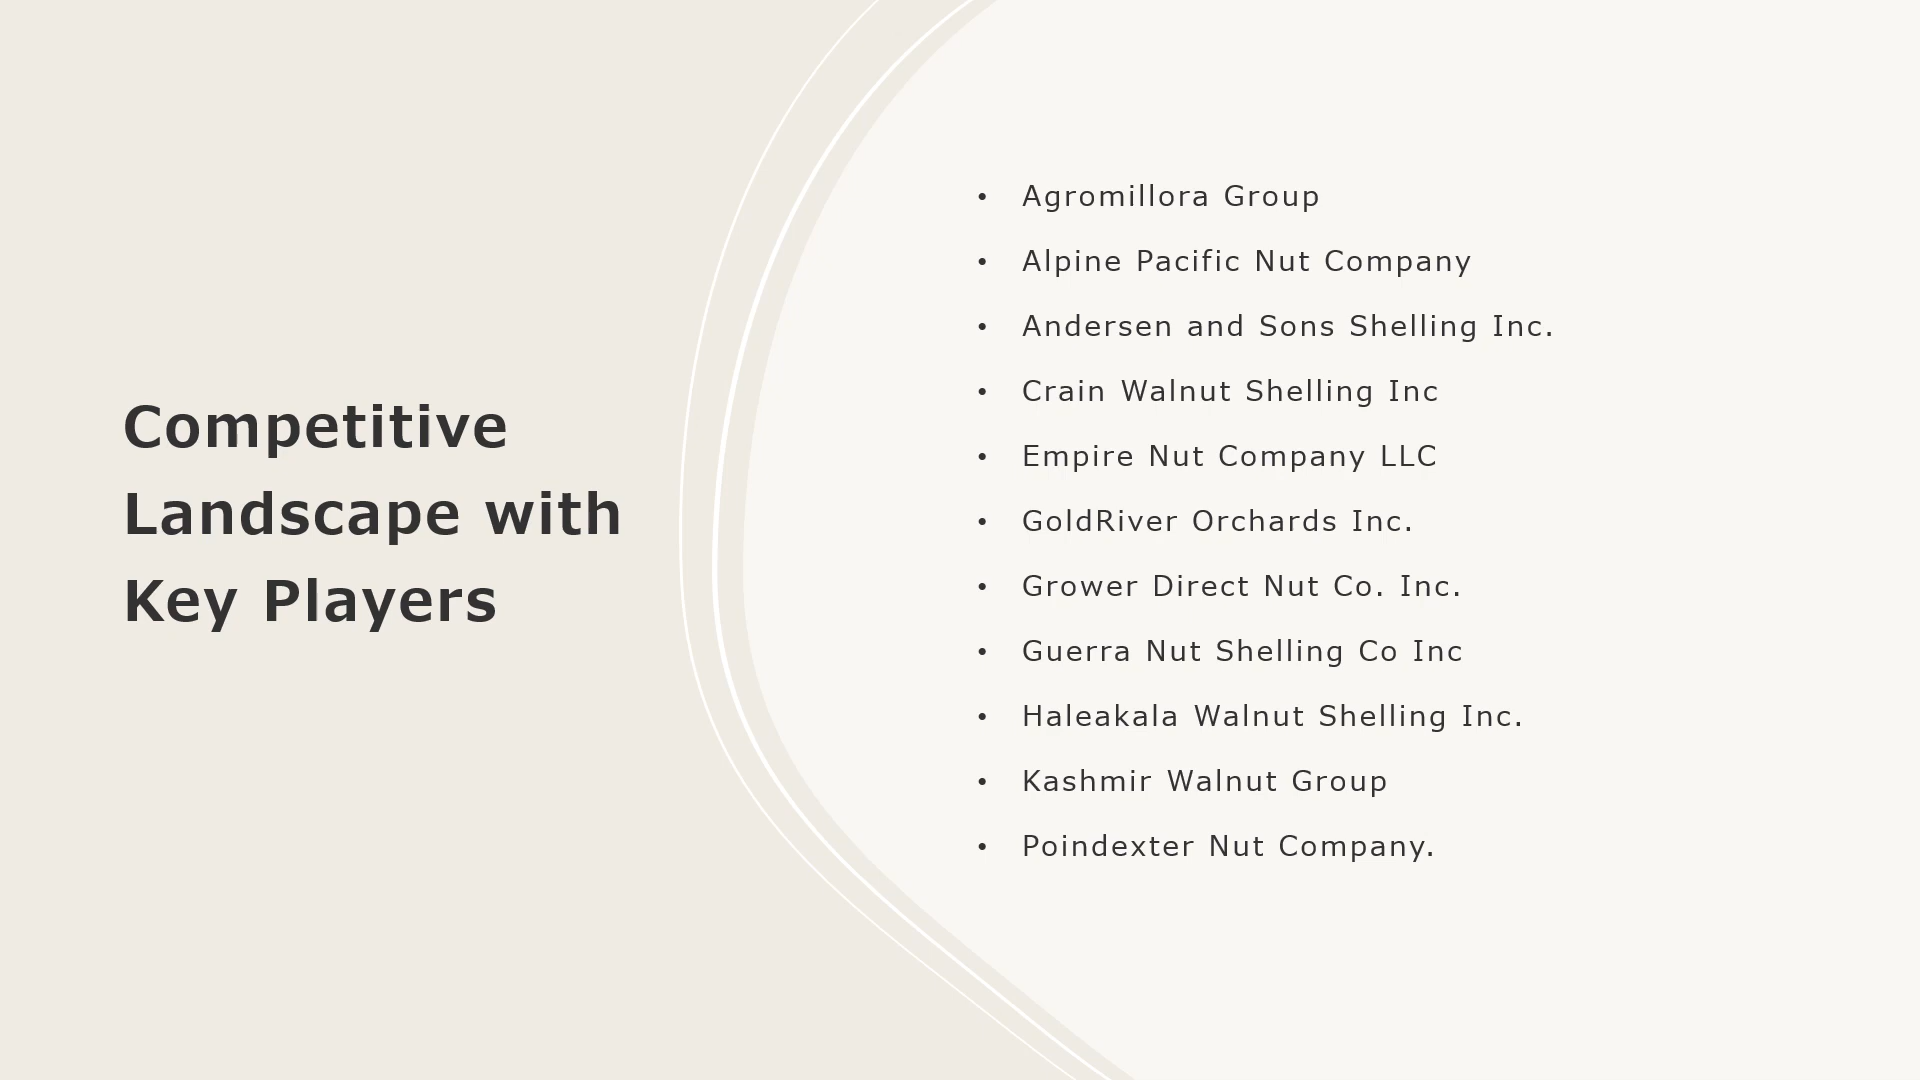 Competitive
Landscape with
Key Players
• Agromillora Group
• Alpine Pacific Nut Company
• Andersen and Sons Shelling Inc.
• Crain Walnut Shelling Inc
• Empire Nut Company LLC
• GoldRiver Orchards Inc.
• Grower Direct Nut Co. Inc.
• Guerra Nut Shelling Co Inc
• Haleakala Walnut Shelling Inc.
• Kashmir Walnut Group
• Poindexter Nut Company.